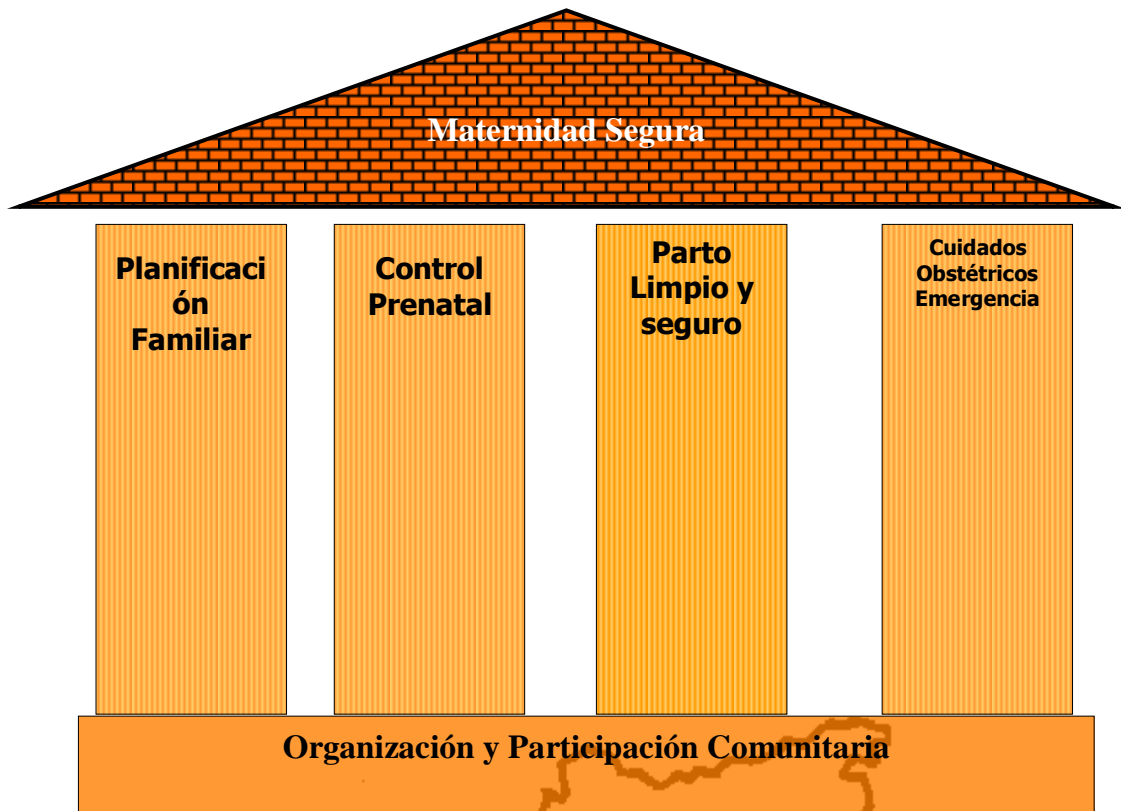 Maternidad Segura
Planificaci
ón
Familiar
Control
Prenatal
Parto
Limpio y
seguro
Cuidados
Obstétricos
Emergencia
Organización y Participación Comunitaria